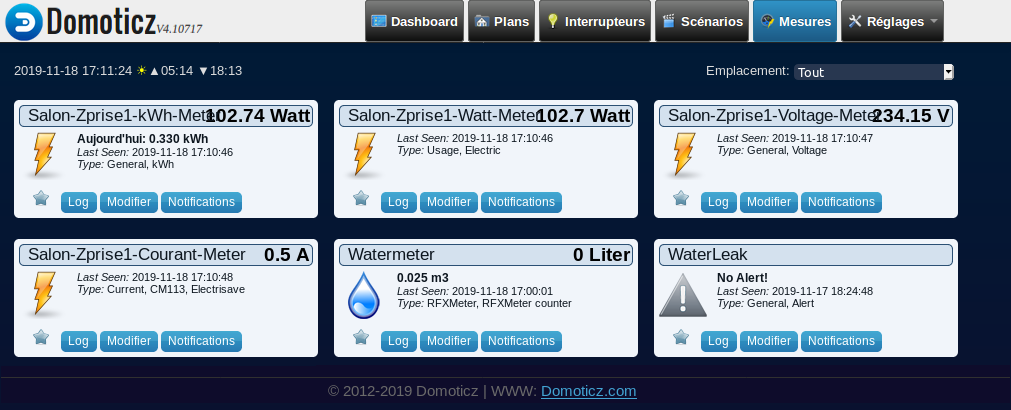 Domoticz V4.10717
Dashboard Plans Interrupteurs Scénarios Mesures Réglages
2019-11-18 17:11:24 ☀ ▲05:14 ▼18:13
Emplacement: Tout
Salon-Zprise1-kWh-Meter 102.74 Watt
Aujourd'hui: 0.330 kWh
Last Seen: 2019-11-18 17:10:46
Type: General, kWh
Log Modifier Notifications
Salon-Zprise1-Watt-Meter 102.7 Watt
Last Seen: 2019-11-18 17:10:46
Type: Usage, Electric
Log Modifier Notifications
Salon-Zprise1-Voltage-Meter 234.15 V
Last Seen: 2019-11-18 17:10:47
Type: General, Voltage
Log Modifier Notifications
Salon-Zprise1-Courant-Meter 0.5 A
Last Seen: 2019-11-18 17:10:48
Type: Current, CM113, Electrisave
Log Modifier Notifications
Watermeter 0 Liter
0.025 m3
Last Seen: 2019-11-18 17:00:01
Type: RFXMeter, RFXMeter counter
Log Modifier Notifications
WaterLeak
No Alert!
Last Seen: 2019-11-17 18:24:48
Type: General, Alert
Log Modifier Notifications
© 2012-2019 Domoticz | WWW: Domoticz.com